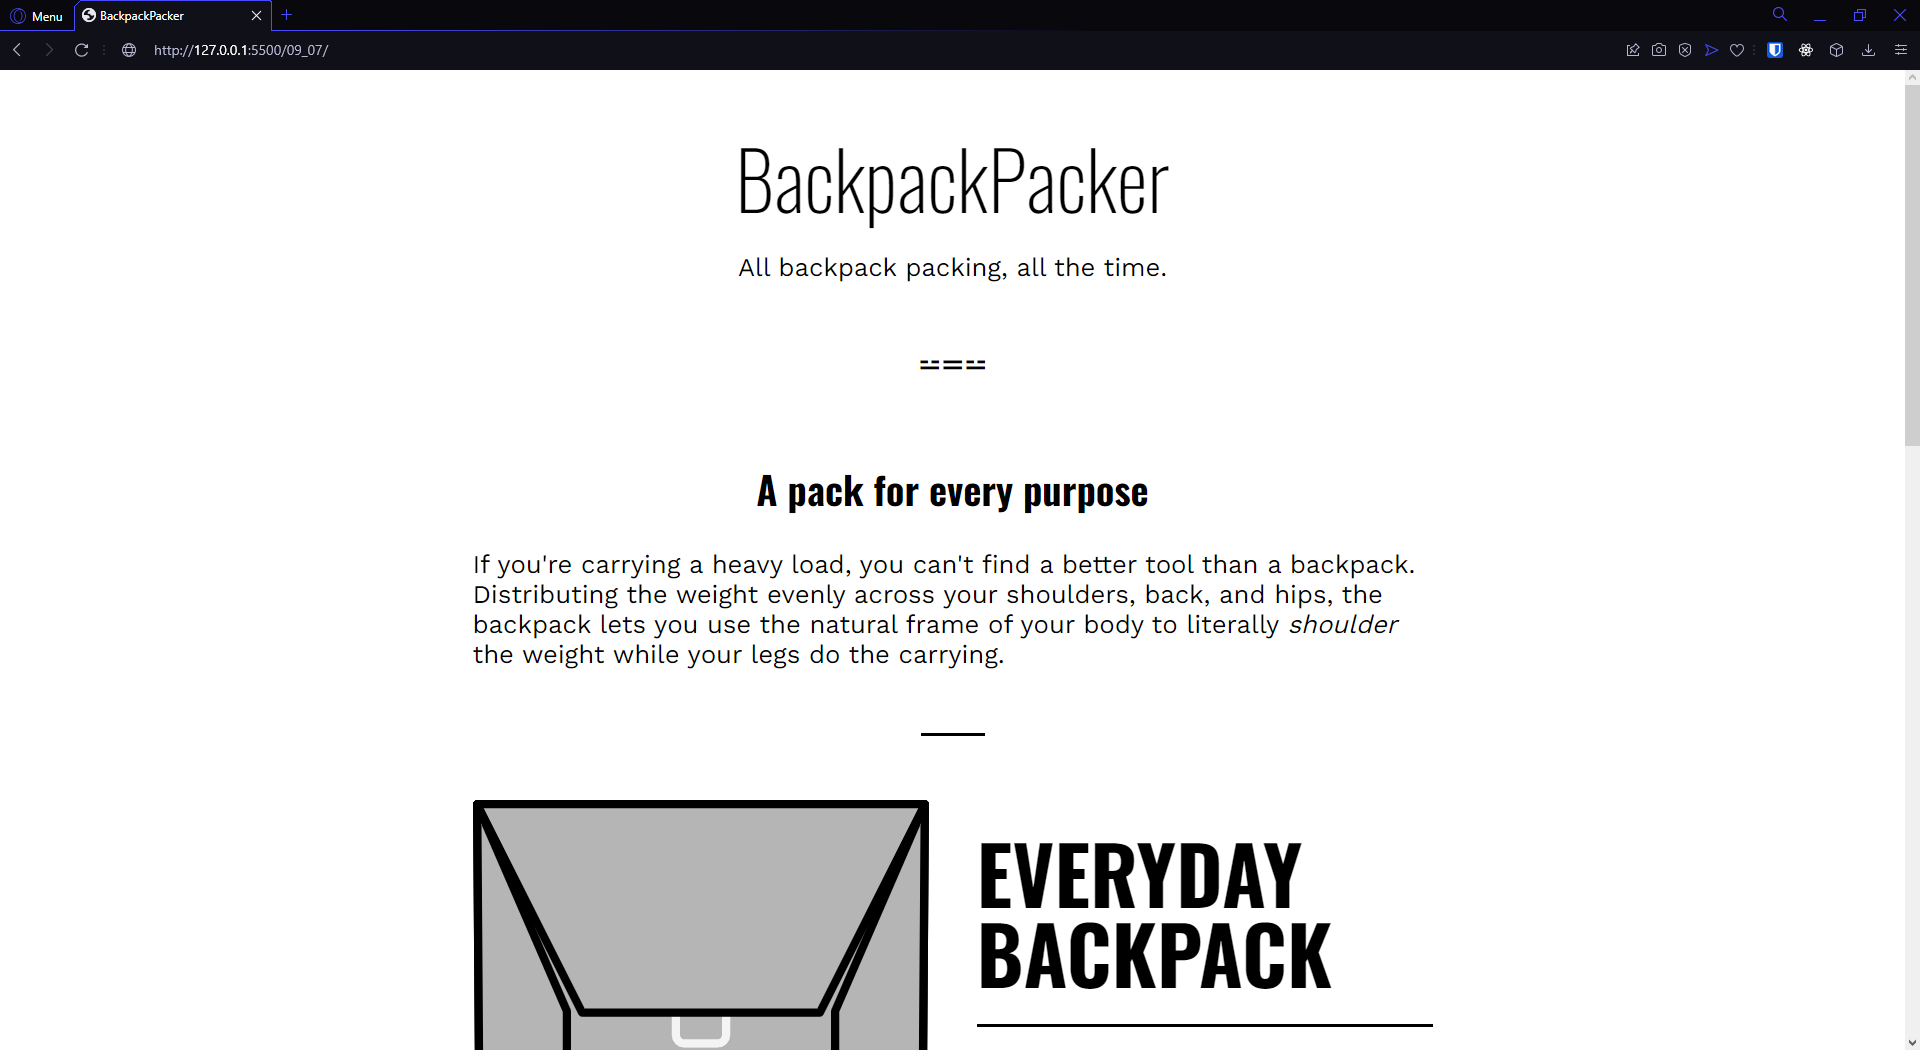 Menu
BackpackPacker
http://127.0.0.1:5500/09_07/
BackpackPacker
All backpack packing, all the time.
A pack for every purpose
If you're carrying a heavy load, you can't find a better tool than a backpack.
Distributing the weight evenly across your shoulders, back, and hips, the
backpack lets you use the natural frame of your body to literally shoulder
the weight while your legs do the carrying.
EVERYDAY
BACKPACK